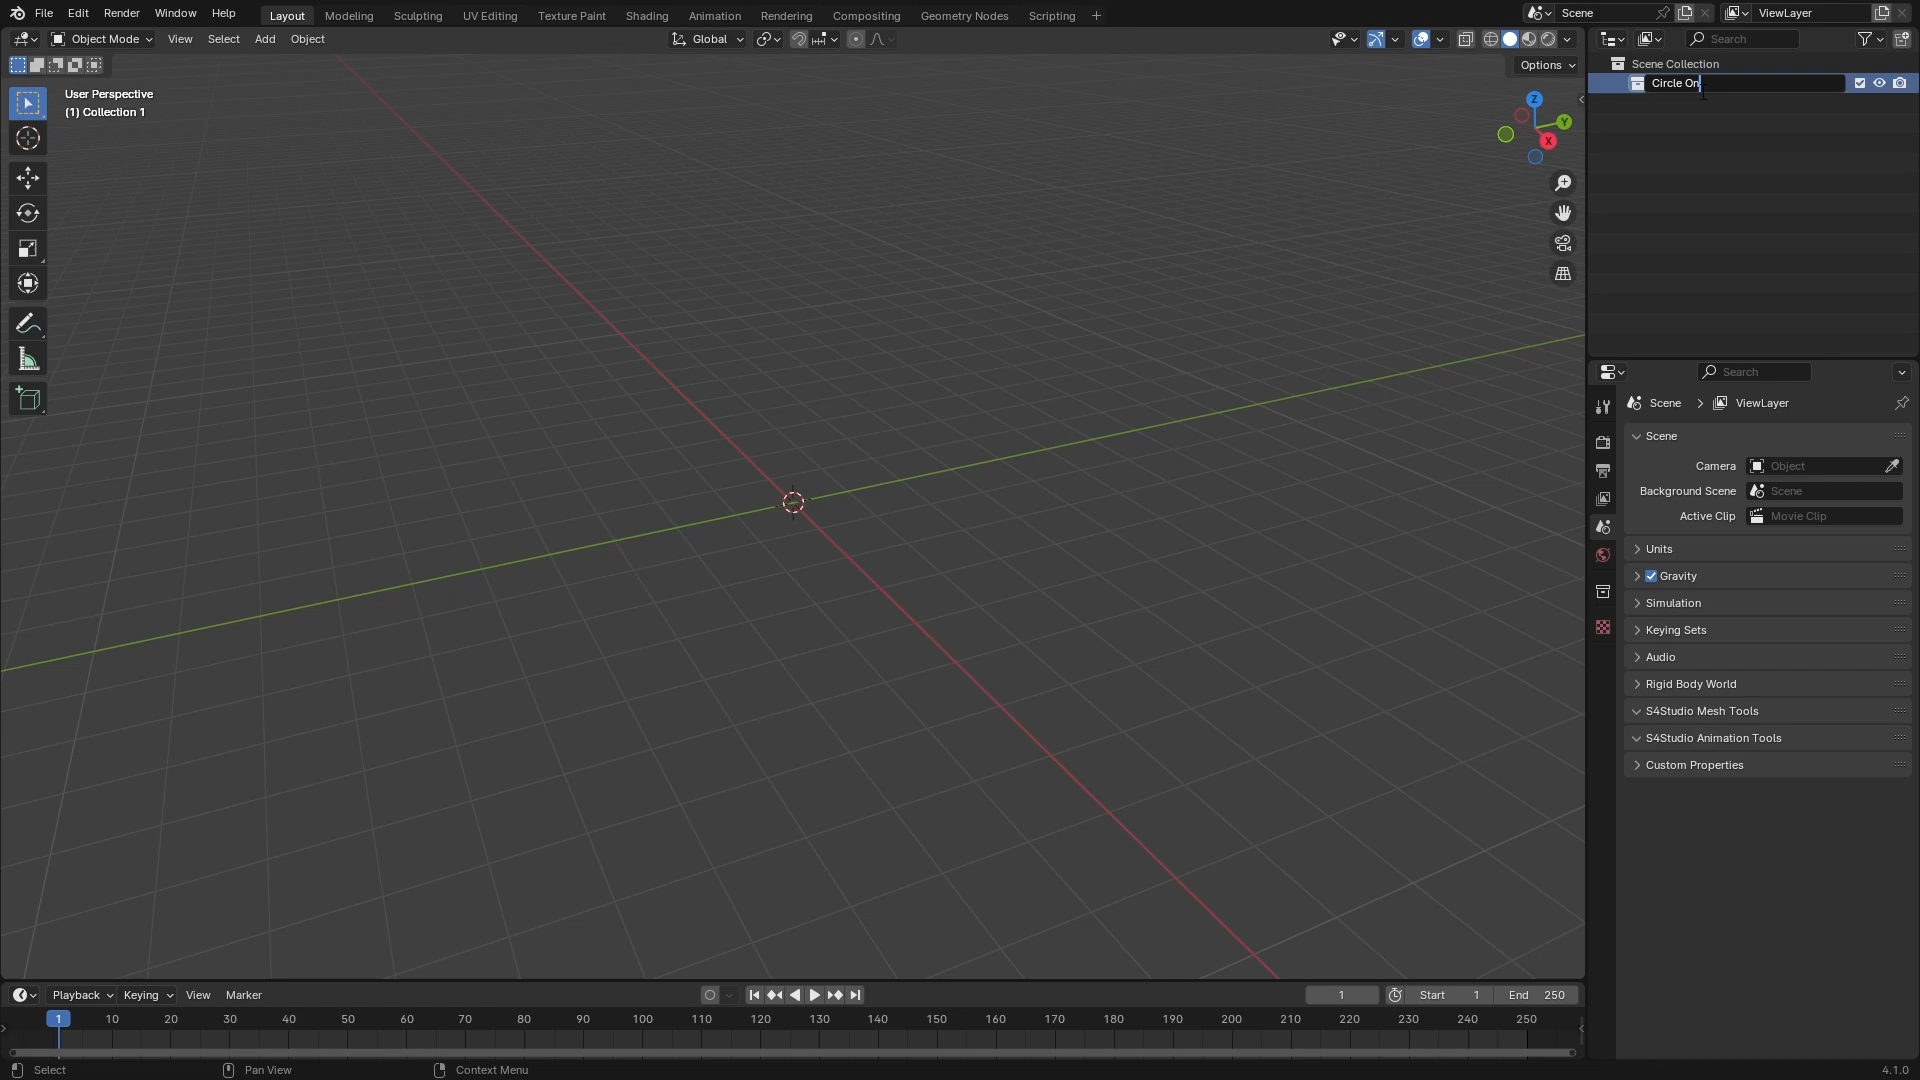 File Edit Render Window Help Layout Modeling Sculpting UV Editing Texture Paint Shading Animation Rendering Compositing Geometry Nodes Scripting + Scene ViewLayer
Object Mode View Select Add Object Global Search
Options
Scene Collection
Circle On
User Perspective
(1) Collection 1
Z
Y
X
Search
Scene > ViewLayer
Scene
Camera Object
Background Scene Scene
Active Clip Movie Clip
Units
Gravity
Simulation
Keying Sets
Audio
Rigid Body World
S4Studio Mesh Tools
S4Studio Animation Tools
Custom Properties
Playback Keying View Marker 1 Start 1 End 250
1 10 20 30 40 50 60 70 80 90 100 110 120 130 140 150 160 170 180 190 200 210 220 230 240 250
Select Pan View Context Menu 4.1.0